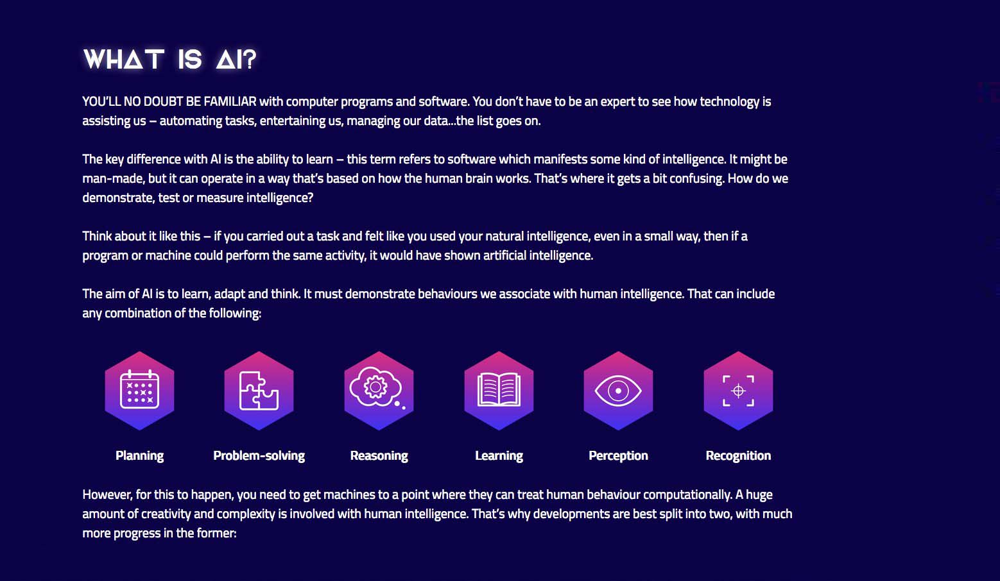 WHAT IS AI?
YOU'LL NO DOUBT BE FAMILIAR with computer programs and software. You don't have to be an expert to see how technology is
assisting us – automating tasks, entertaining us, managing our data...the list goes on.
The key difference with AI is the ability to learn – this term refers to software which manifests some kind of intelligence. It might be
man-made, but it can operate in a way that's based on how the human brain works. That's where it gets a bit confusing. How do we
demonstrate, test or measure intelligence?
Think about it like this – if you carried out a task and felt like you used your natural intelligence, even in a small way, then if a
program or machine could perform the same activity, it would have shown artificial intelligence.
The aim of AI is to learn, adapt and think. It must demonstrate behaviours we associate with human intelligence. That can include
any combination of the following:
Planning
Problem-solving
Reasoning
Learning
Perception
Recognition
However, for this to happen, you need to get machines to a point where they can treat human behaviour computationally. A huge
amount of creativity and complexity is involved with human intelligence. That's why developments are best split into two, with much
more progress in the former: